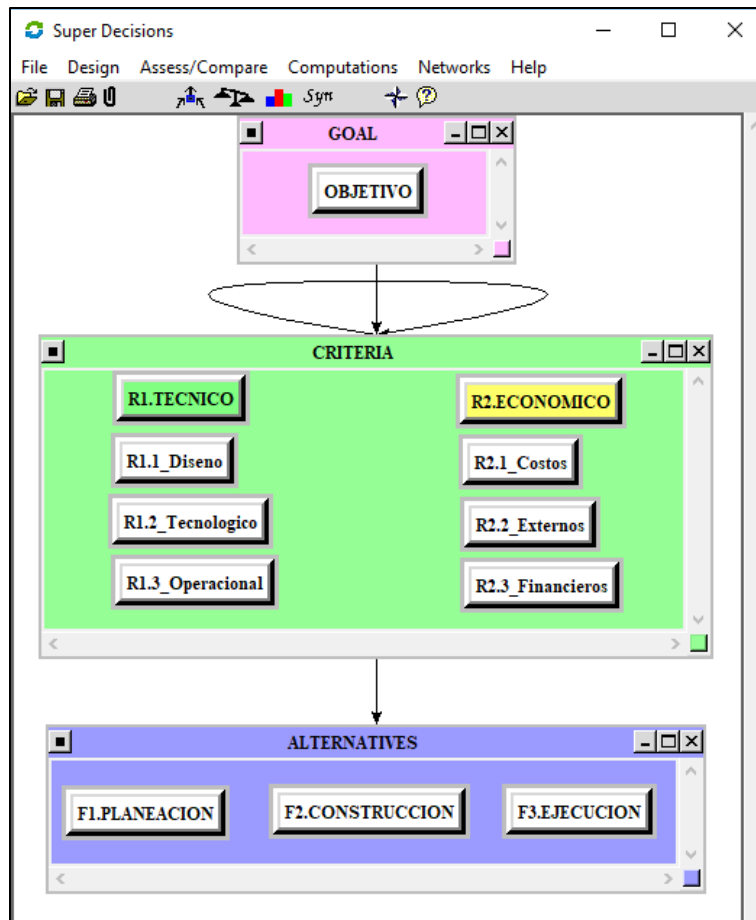 Super Decisions
File Design Assess/Compare Computations Networks Help
Syn
GOAL
OBJETIVO
CRITERIA
R1.TECNICO
R2.ECONOMICO
R1.1_Diseno
R2.1_Costos
R1.2_Tecnologico
R2.2_Externos
R1.3_Operacional
R2.3_Financieros
ALTERNATIVES
F1.PLANEACION
F2.CONSTRUCCION
F3.EJECUCION